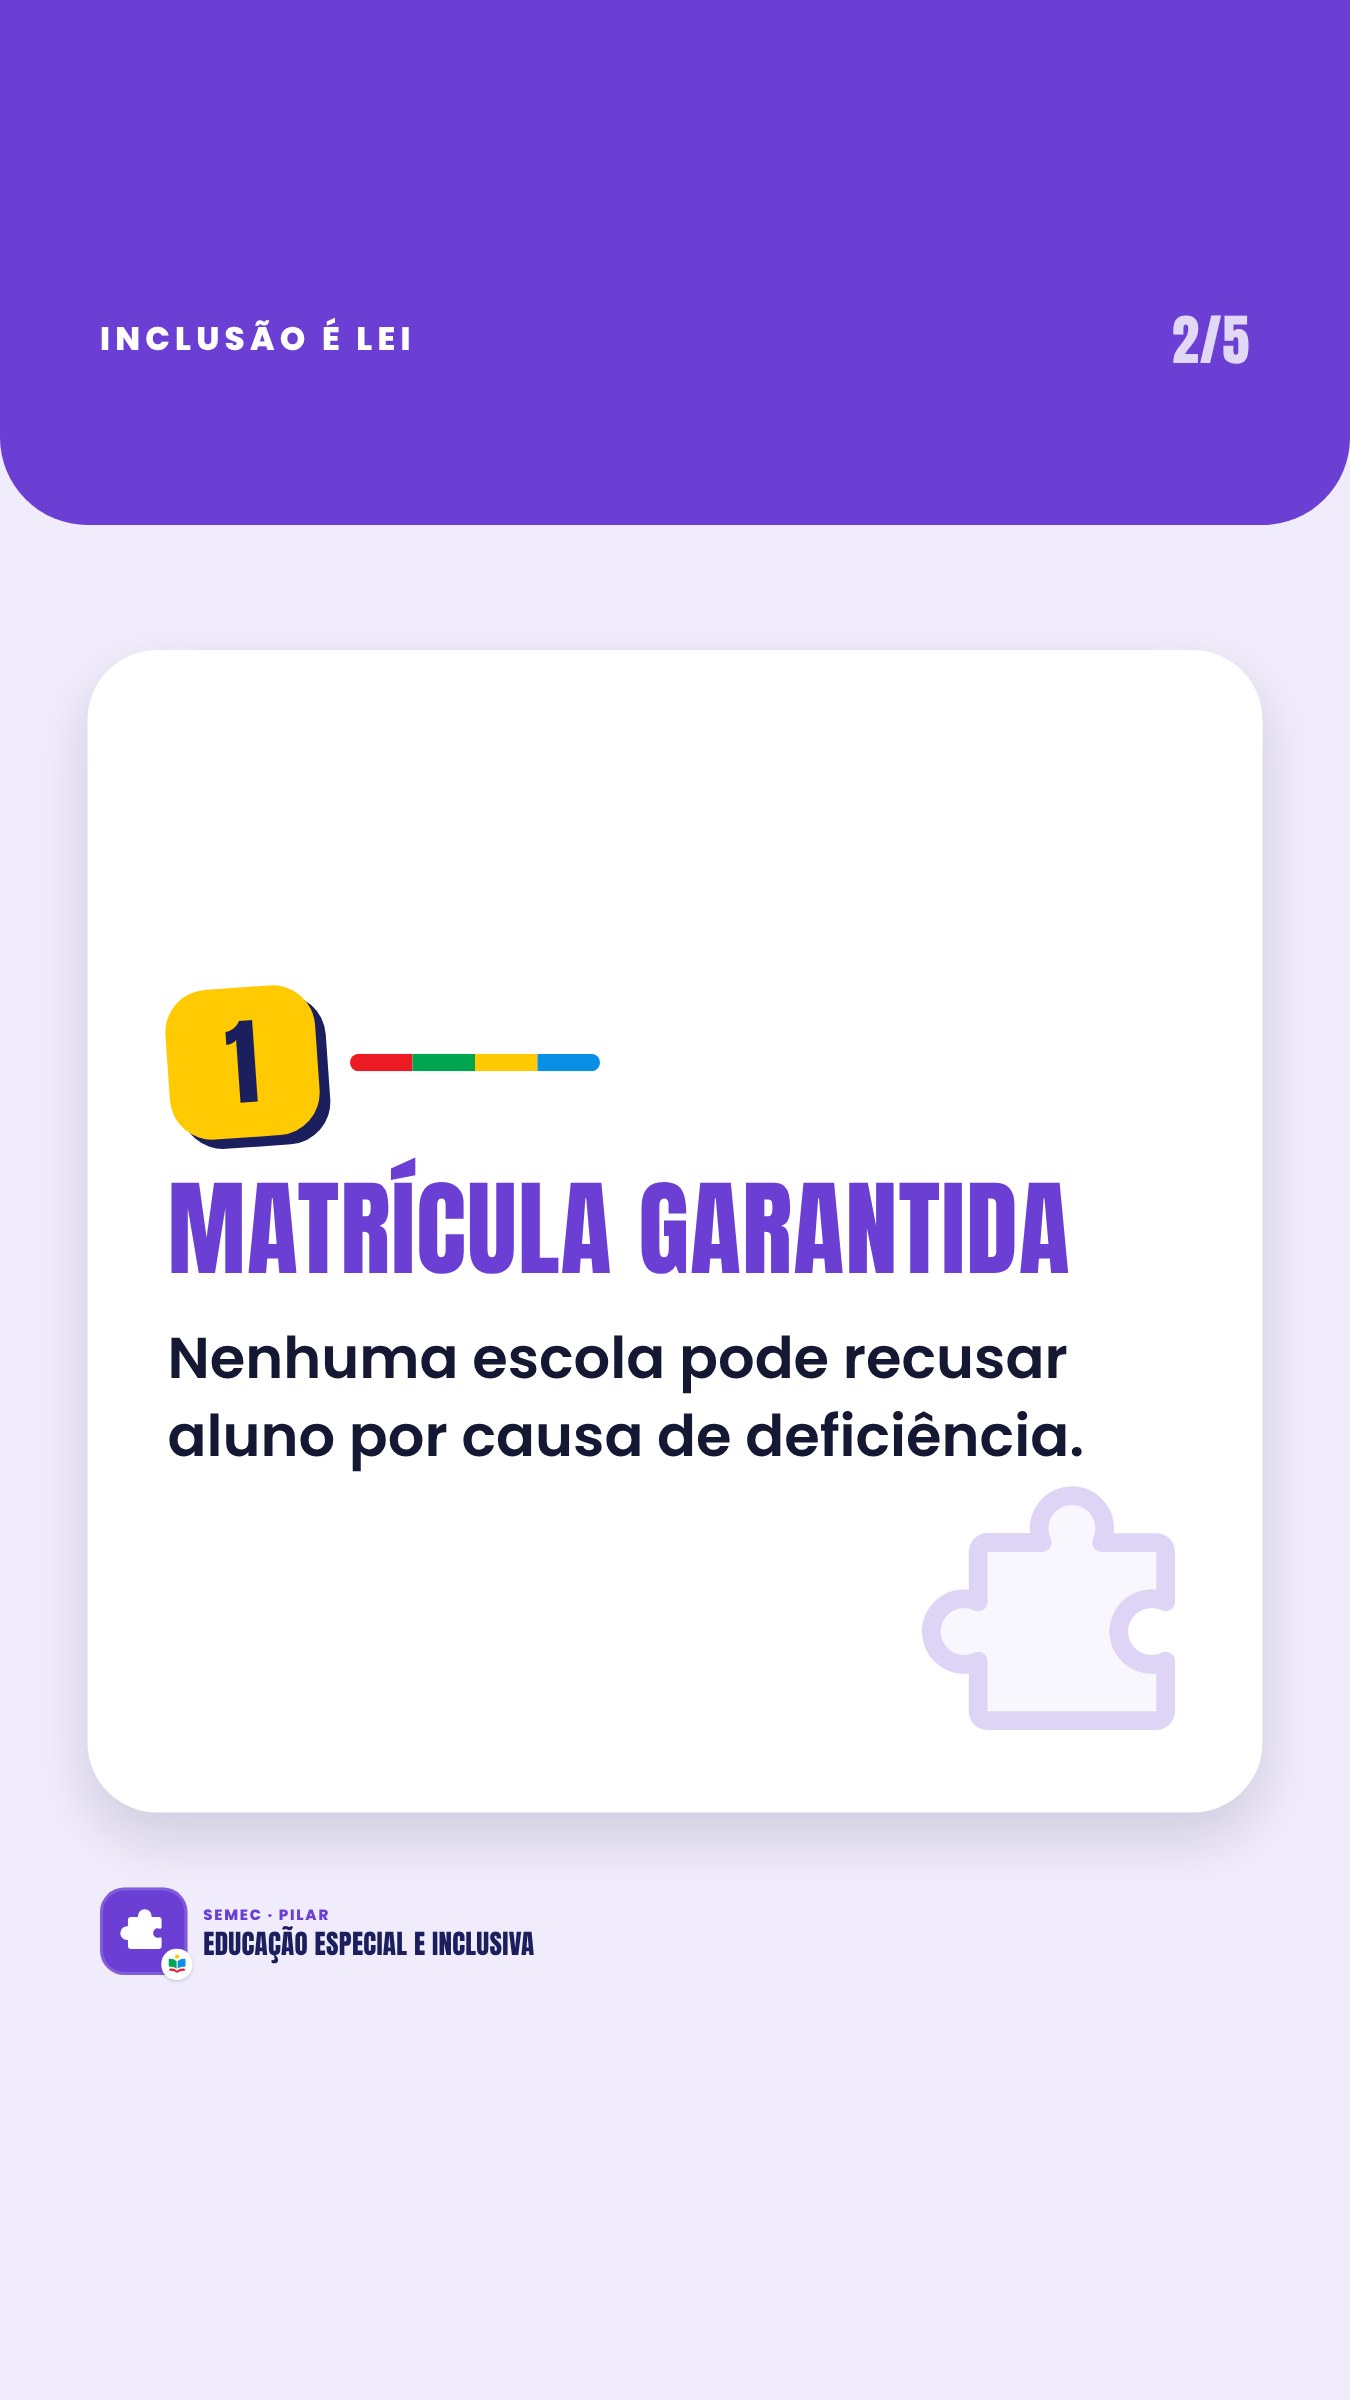 INCLUSÃO É LEI
2/5
1
MATRÍCULA GARANTIDA
Nenhuma escola pode recusar
aluno por causa de deficiência.
SEMEC · PILAR
EDUCAÇÃO ESPECIAL E INCLUSIVA